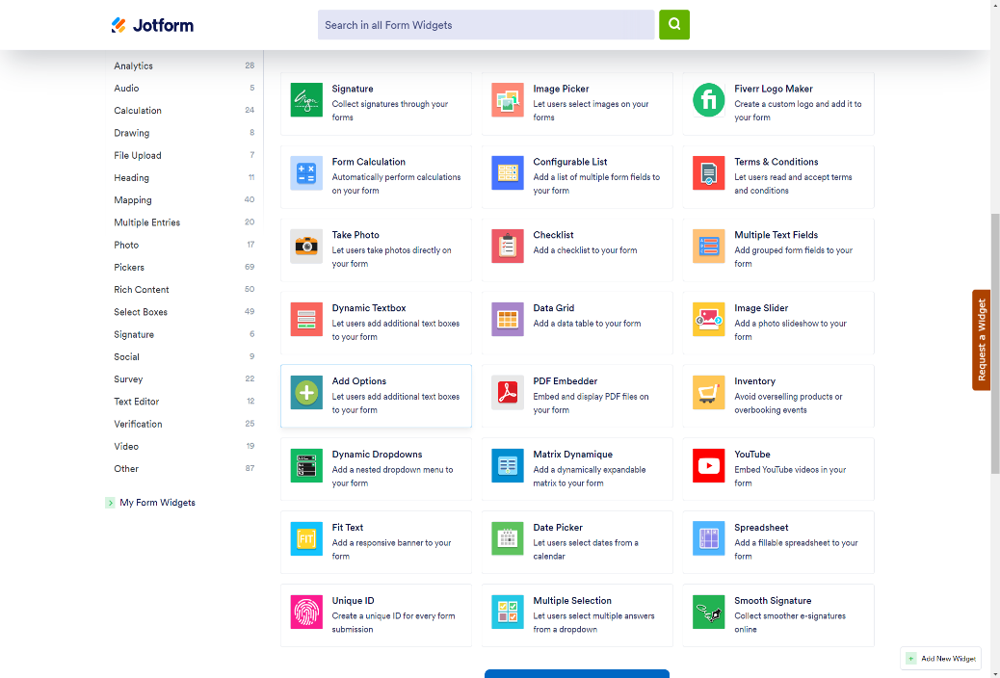 Jotform
Search in all Form Widgets
Analytics 28
Audio 5
Calculation 24
Drawing 8
File Upload 7
Heading 11
Mapping 40
Multiple Entries 20
Photo 17
Pickers 69
Rich Content 50
Select Boxes 49
Signature 6
Social 9
Survey 22
Text Editor 12
Verification 25
Video 19
Other 87
My Form Widgets
Signature
Collect signatures through your
forms
Image Picker
Let users select images on your
forms
fi
Fiverr Logo Maker
Create a custom logo and add it to
your form
Form Calculation
Automatically perform calculations
on your form
Configurable List
Add a list of multiple form fields to
your form
Terms & Conditions
Let users read and accept terms
and conditions
Take Photo
Let users take photos directly on
your form
Checklist
Add a checklist to your form
Multiple Text Fields
Add grouped form fields to your
form
Dynamic Textbox
Let users add additional text boxes
to your form
Data Grid
Add a data table to your form
Image Slider
Add a photo slideshow to your
form
Add Options
Let users add additional text boxes
to your form
PDF Embedder
Embed and display PDF files on
your form
Inventory
Avoid overselling products or
overbooking events
Dynamic Dropdowns
Add a nested dropdown menu to
your form
Matrix Dynamique
Add a dynamically expandable
matrix to your form
YouTube
Embed YouTube videos in your
form
FIT
Fit Text
Add a responsive banner to your
form
Date Picker
Let users select dates from a
calendar
Spreadsheet
Add a fillable spreadsheet to your
form
Unique ID
Create a unique ID for every form
submission
Multiple Selection
Let users select multiple answers
from a dropdown
Smooth Signature
Collect smoother e-signatures
online
Request a Widget
+ Add New Widget